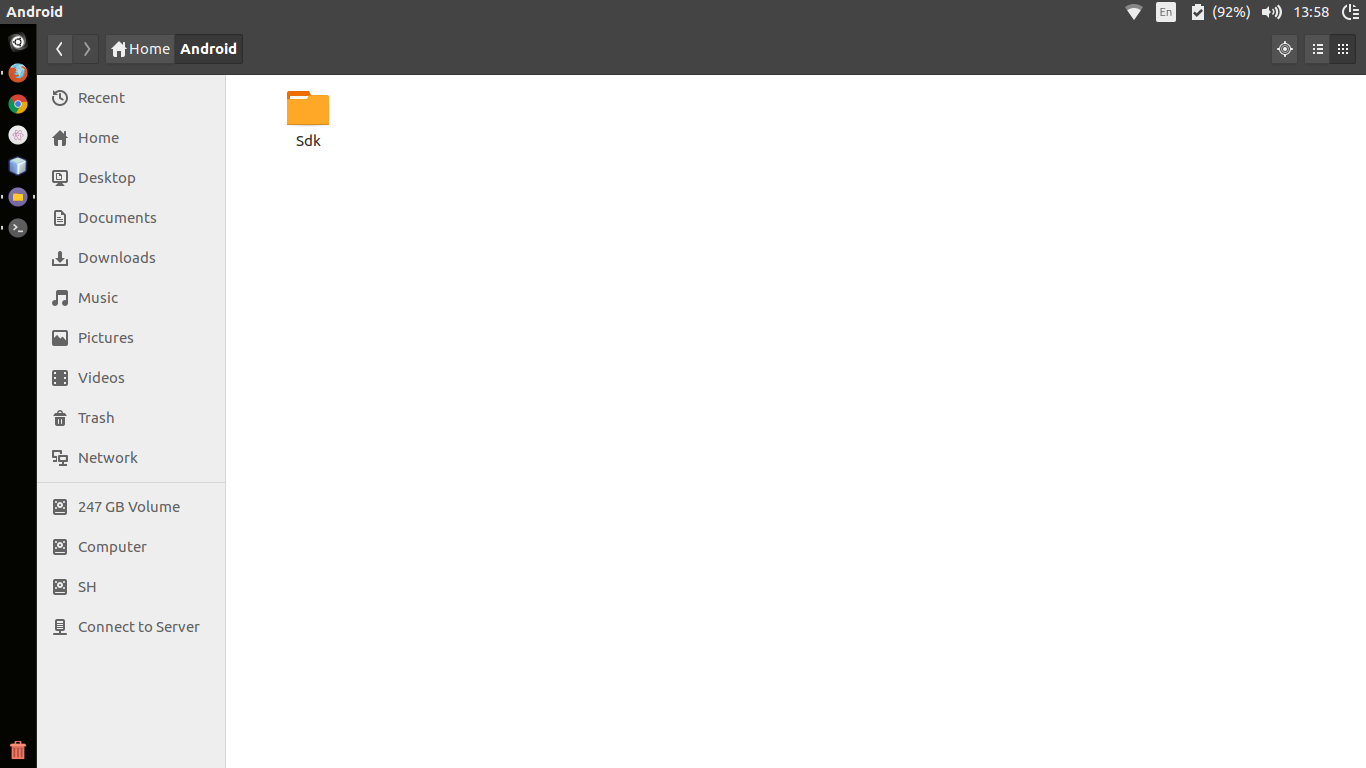 Android
En
(92%)
13:58
Home
Android
Recent
Home
Desktop
Documents
Downloads
Music
Pictures
Videos
Trash
Network
247 GB Volume
Computer
SH
Connect to Server
Sdk